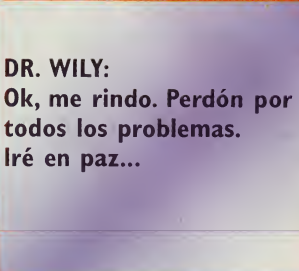 DR. WILY:
Ok, me rindo. Perdón por
todos los problemas.
Iré en paz...